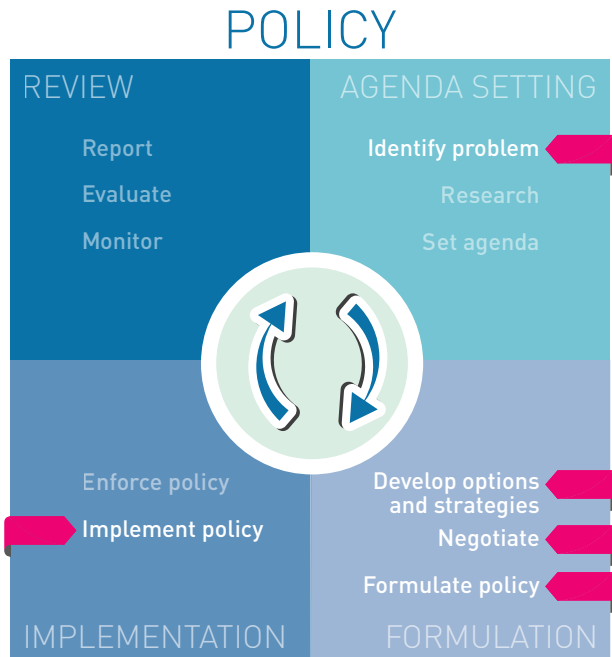 POLICY
REVIEW
Report
Evaluate
Monitor
AGENDA SETTING
Identify problem
Research
Set agenda
Enforce policy
Implement policy
IMPLEMENTATION
Develop options
and strategies
Negotiate
Formulate policy
FORMULATION